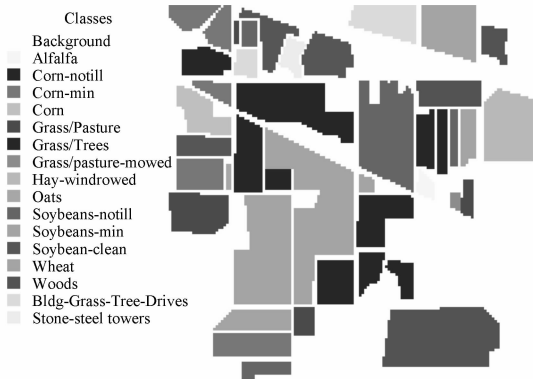 Classes
Background
Alfalfa
Corn-notill
Corn-min
Corn
Grass/Pasture
Grass/Trees
Grass/pasture-mowed
Hay-windrowed
Oats
Soybeans-notill
Soybeans-min
Soybean-clean
Wheat
Woods
Bldg-Grass-Tree-Drives
Stone-steel towers